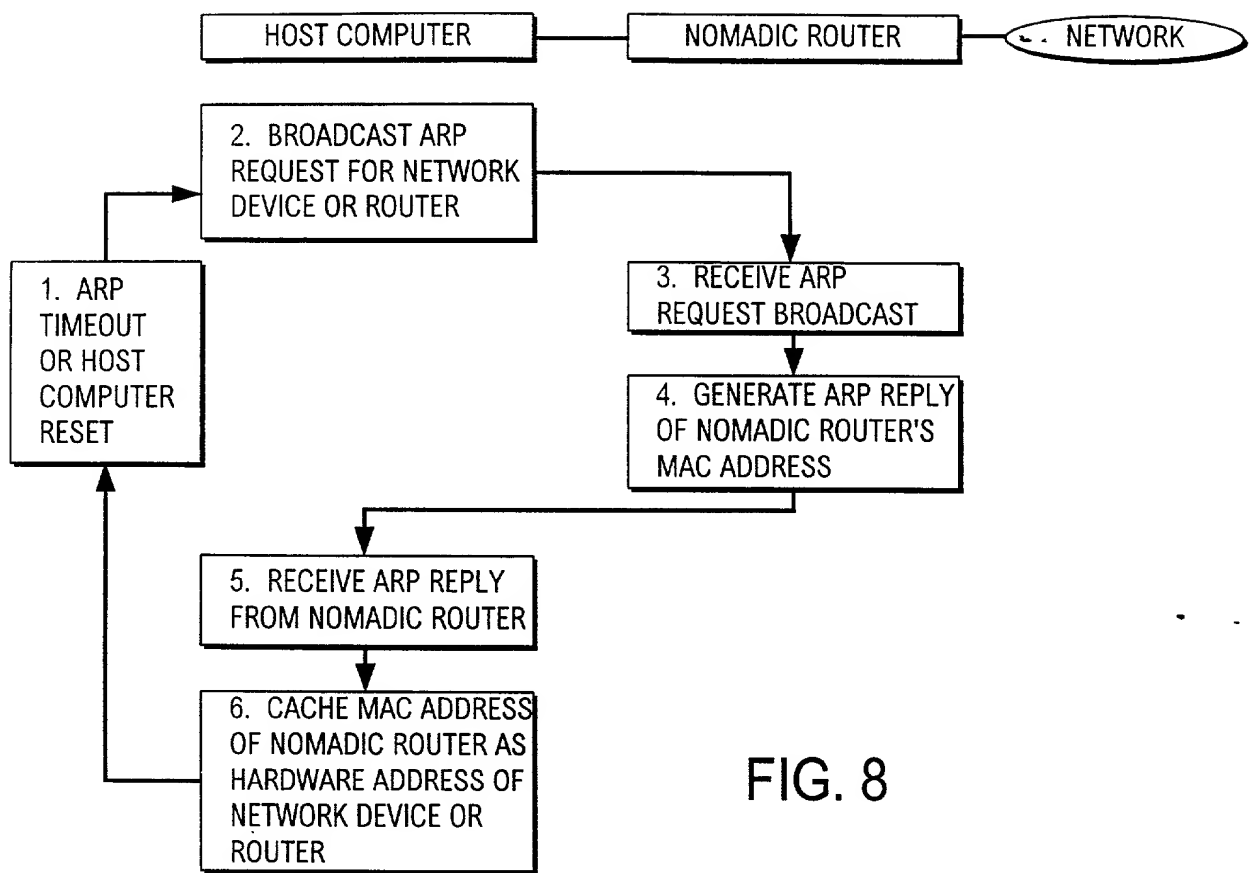 HOST COMPUTER
NOMADIC ROUTER
NETWORK
2. BROADCAST ARP
REQUEST FOR NETWORK
DEVICE OR ROUTER
1. ARP
TIMEOUT
OR HOST
COMPUTER
RESET
3. RECEIVE ARP
REQUEST BROADCAST
4. GENERATE ARP REPLY
OF NOMADIC ROUTER'S
MAC ADDRESS
5. RECEIVE ARP REPLY
FROM NOMADIC ROUTER
6. CACHE MAC ADDRESS
OF NOMADIC ROUTER AS
HARDWARE ADDRESS OF
NETWORK DEVICE OR
ROUTER
FIG. 8